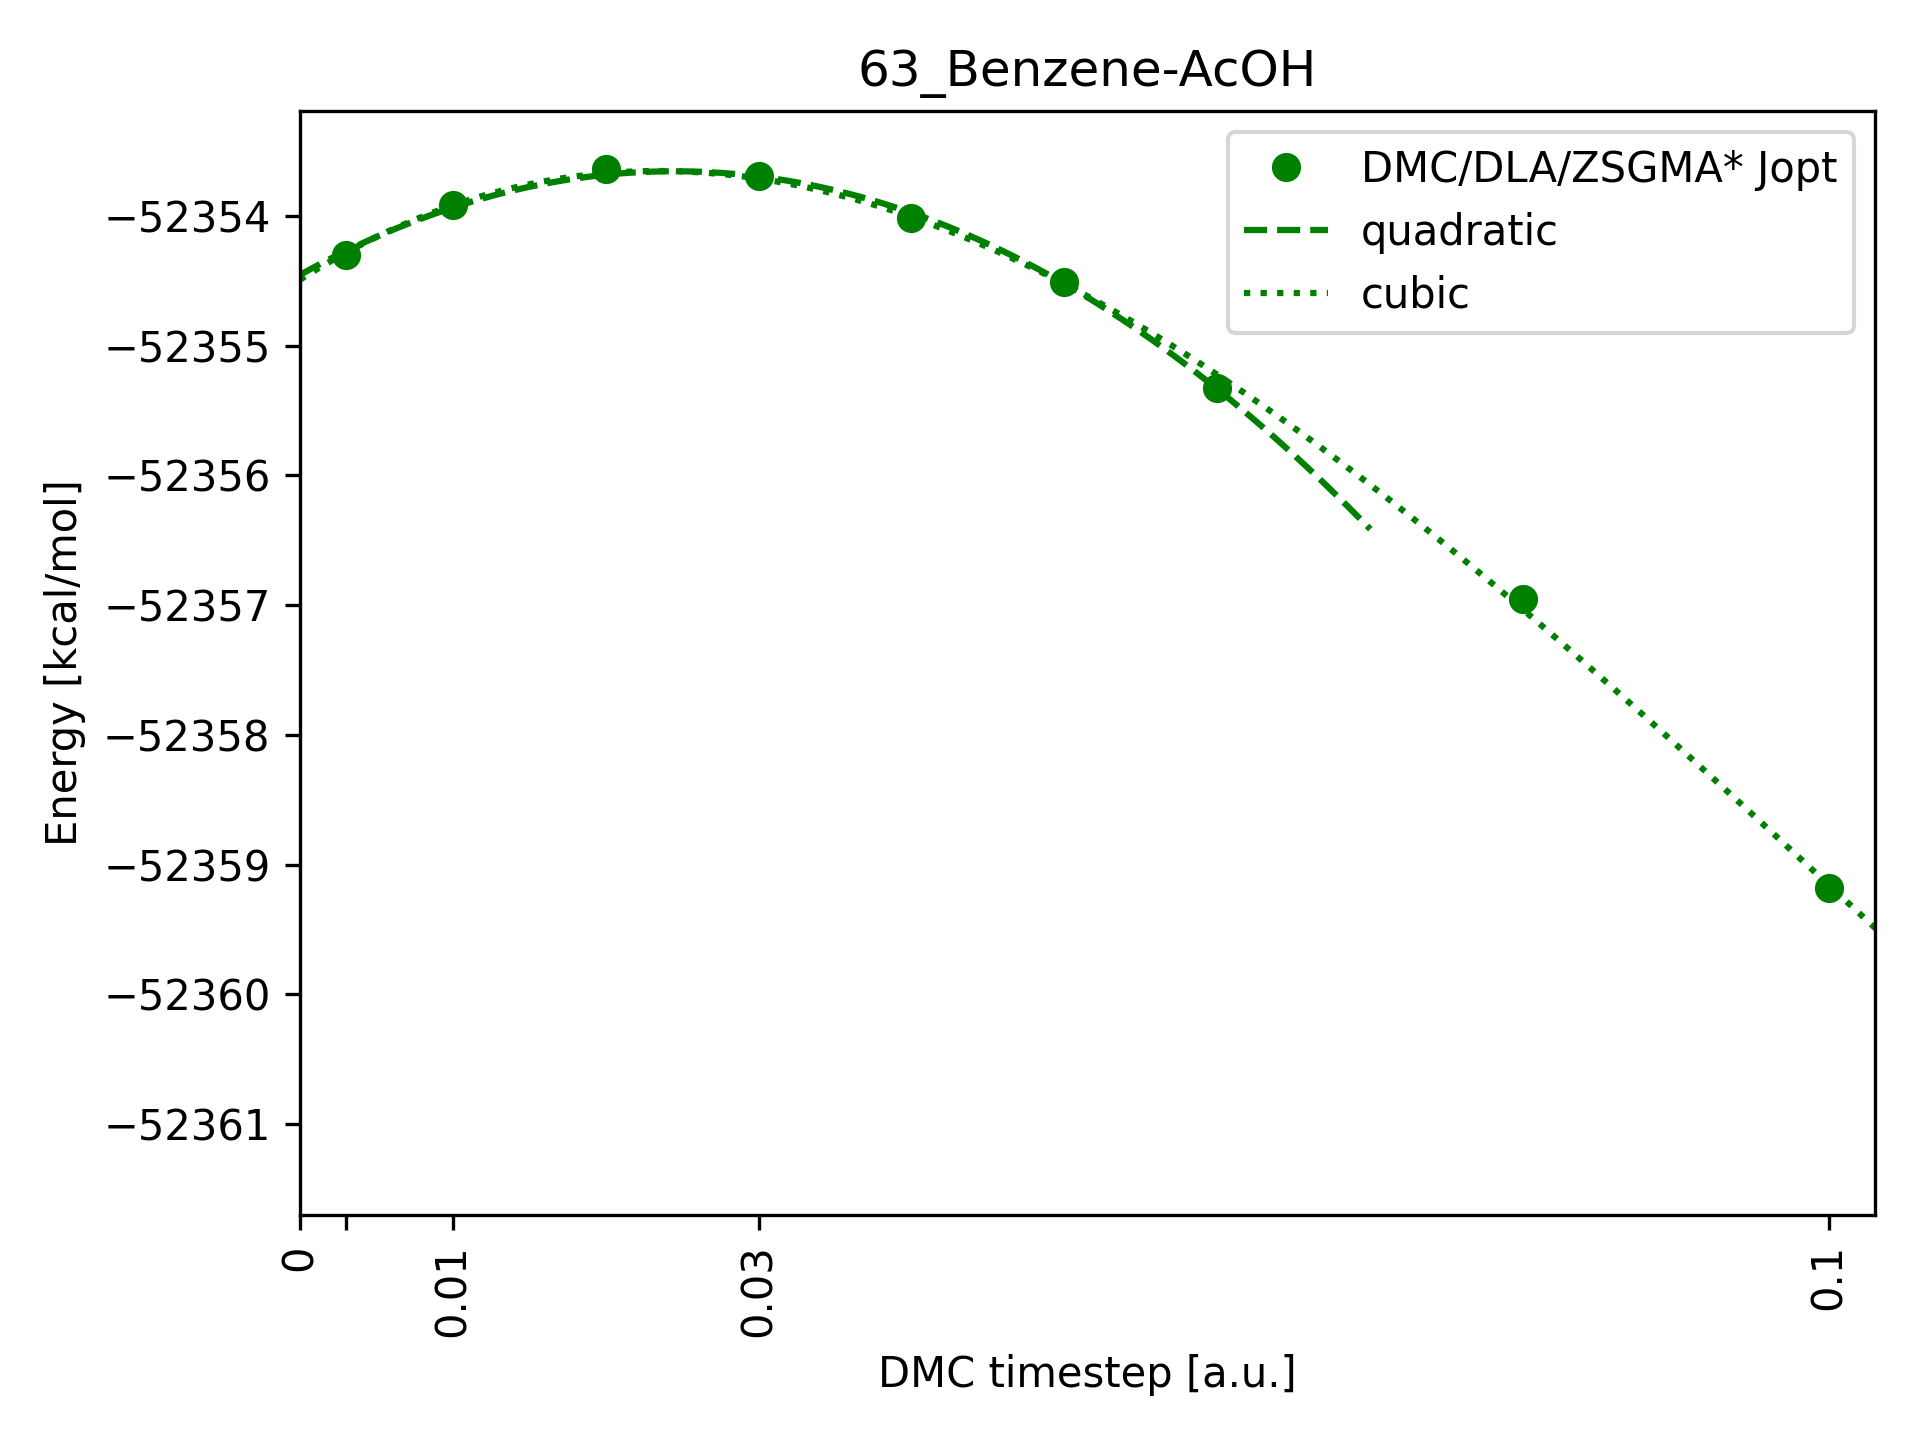 63_Benzene-AcOH
DMC/DLA/ZSGMA* Jopt
quadratic
cubic
Energy [kcal/mol]
−52354
−52355
−52356
−52357
−52358
−52359
−52360
−52361
0
0.01
0.03
0.1
DMC timestep [a.u.]